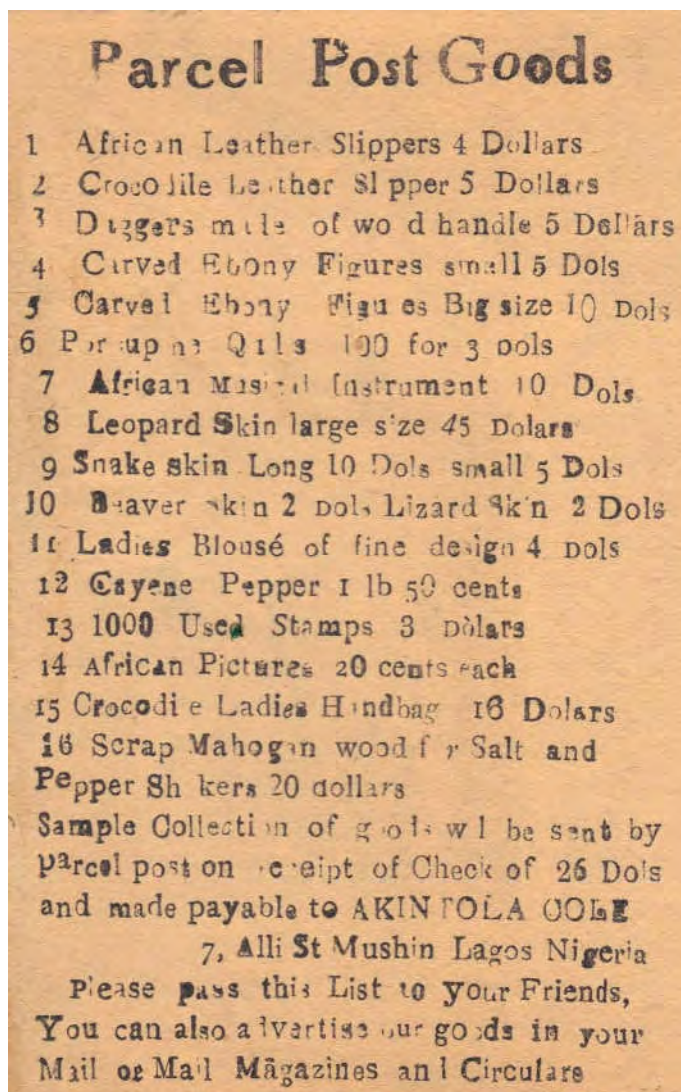 Parcel Post Goods
1 African Leather Slippers 4 Dollars
2 Crocodile Leather Slipper 5 Dollars
3 Daggers made of wood handle 5 Dollars
4 Carved Ebony Figures small 5 Dols
5 Carved Ebony Figures Big size 10 Dols
6 Porcupine Quills 100 for 3 Dols
7 African Musical Instrument 10 Dols
8 Leopard Skin large size 45 Dolars
9 Snake skin Long 10 Dols small 5 Dols
10 Beaver skin 2 Dols Lizard Skin 2 Dols
11 Ladies Blousé of fine design 4 Dols
12 Cayene Pepper 1 lb 50 cents
13 1000 Used Stamps 3 Dolars
14 African Pictures 20 cents each
15 Crocodile Ladies Handbag 16 Dolars
16 Scrap Mahogan wood for Salt and
Pepper Shakers 20 dollars
Sample Collection of goods wil be sent by
parcel post on receipt of Check of 26 Dols
and made payable to AKINTOLA COLE
7, Alli St Mushin Lagos Nigeria
Please pass this List to your Friends,
You can also advertise our goods in your
Mail or Mail Magazines and Circulars